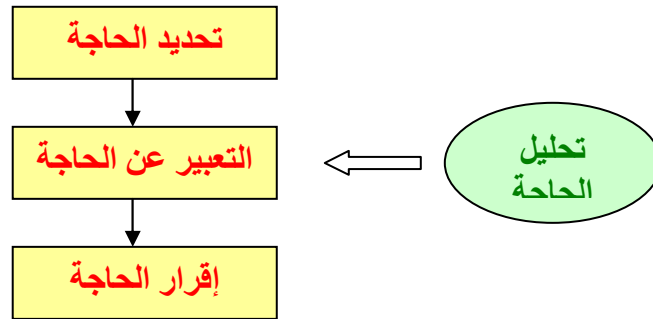 تحديد الحاجة
التعبير عن الحاجة
إقرار الحاجة
تحليل
الحاجة